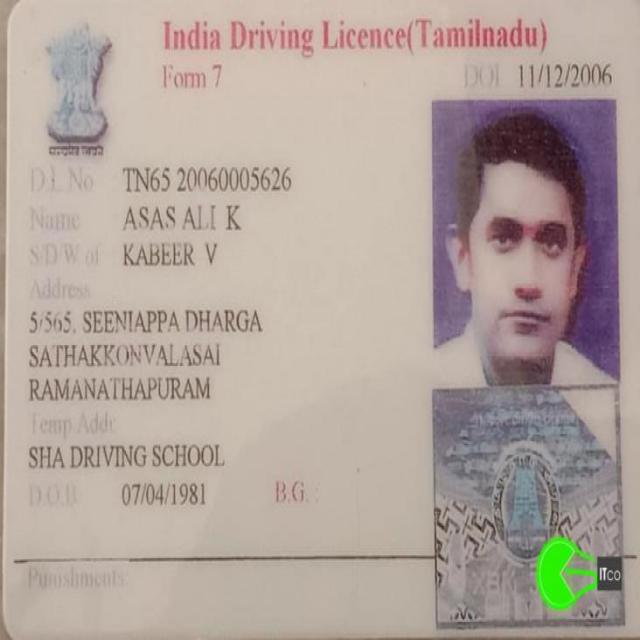 India Driving Licence(Tamilnadu)
Form 7
DOI 11/12/2006
सत्यमेव जयते
D.L.No TN65 20060005626
Name ASAS ALI K
S/D/W of KABEER V
Address
5/565, SEENIAPPA DHARGA
SATHAKKONVALASAI
RAMANATHAPURAM
Temp Addr:
SHA DRIVING SCHOOL
D.O.B 07/04/1981 B.G. :
Punishments:
ITco